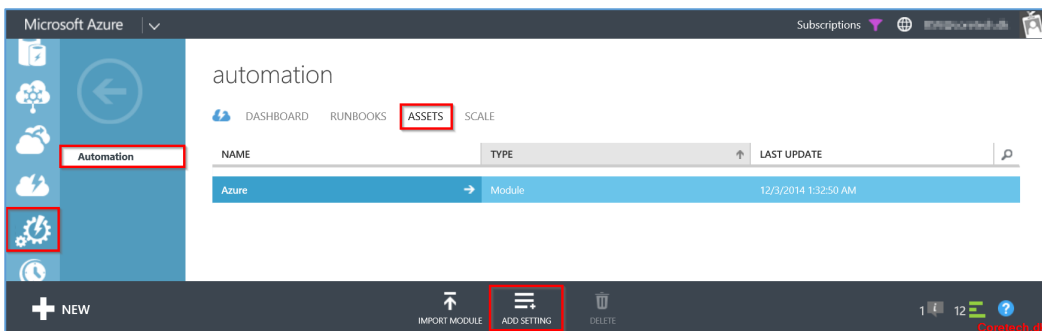 Microsoft Azure
Subscriptions
automation
DASHBOARD RUNBOOKS ASSETS SCALE
Automation
NAME TYPE LAST UPDATE
Azure Module 12/3/2014 1:32:50 AM
NEW
IMPORT MODULE ADD SETTING DELETE
1 12 ?